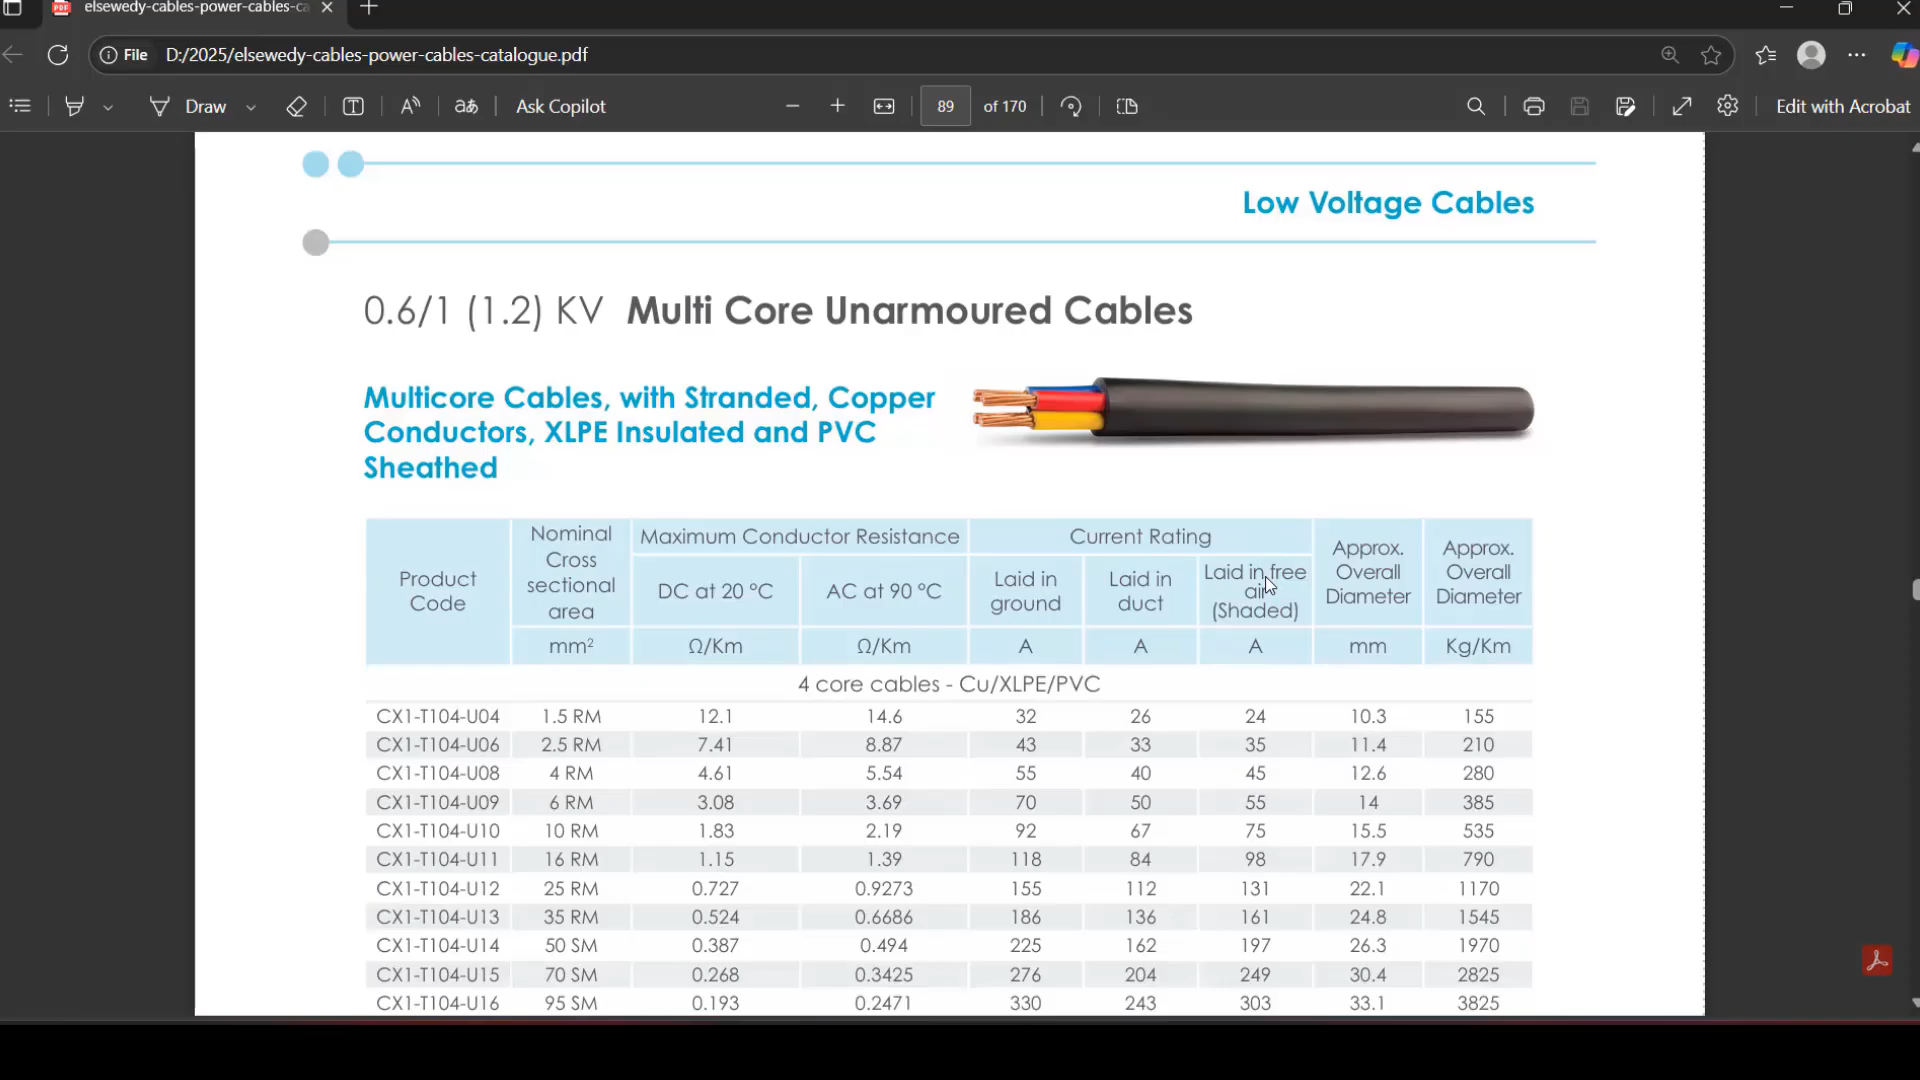 elsewedy-cables-power-cables-ca
File D:/2025/elsewedy-cables-power-cables-catalogue.pdf
Draw aあ Ask Copilot 89 of 170 Edit with Acrobat
Low Voltage Cables
0.6/1 (1.2) KV Multi Core Unarmoured Cables
Multicore Cables, with Stranded, Copper
Conductors, XLPE Insulated and PVC
Sheathed
Product Code Nominal Cross sectional area Maximum Conductor Resistance Current Rating Approx. Overall Diameter Approx. Overall Diameter
DC at 20 °C AC at 90 °C Laid in ground Laid in duct Laid in free air (Shaded)
mm² Ω/Km Ω/Km A A A mm Kg/Km
4 core cables - Cu/XLPE/PVC
CX1-T104-U04 1.5 RM 12.1 14.6 32 26 24 10.3 155
CX1-T104-U06 2.5 RM 7.41 8.87 43 33 35 11.4 210
CX1-T104-U08 4 RM 4.61 5.54 55 40 45 12.6 280
CX1-T104-U09 6 RM 3.08 3.69 70 50 55 14 385
CX1-T104-U10 10 RM 1.83 2.19 92 67 75 15.5 535
CX1-T104-U11 16 RM 1.15 1.39 118 84 98 17.9 790
CX1-T104-U12 25 RM 0.727 0.9273 155 112 131 22.1 1170
CX1-T104-U13 35 RM 0.524 0.6686 186 136 161 24.8 1545
CX1-T104-U14 50 SM 0.387 0.494 225 162 197 26.3 1970
CX1-T104-U15 70 SM 0.268 0.3425 276 204 249 30.4 2825
CX1-T104-U16 95 SM 0.193 0.2471 330 243 303 33.1 3825